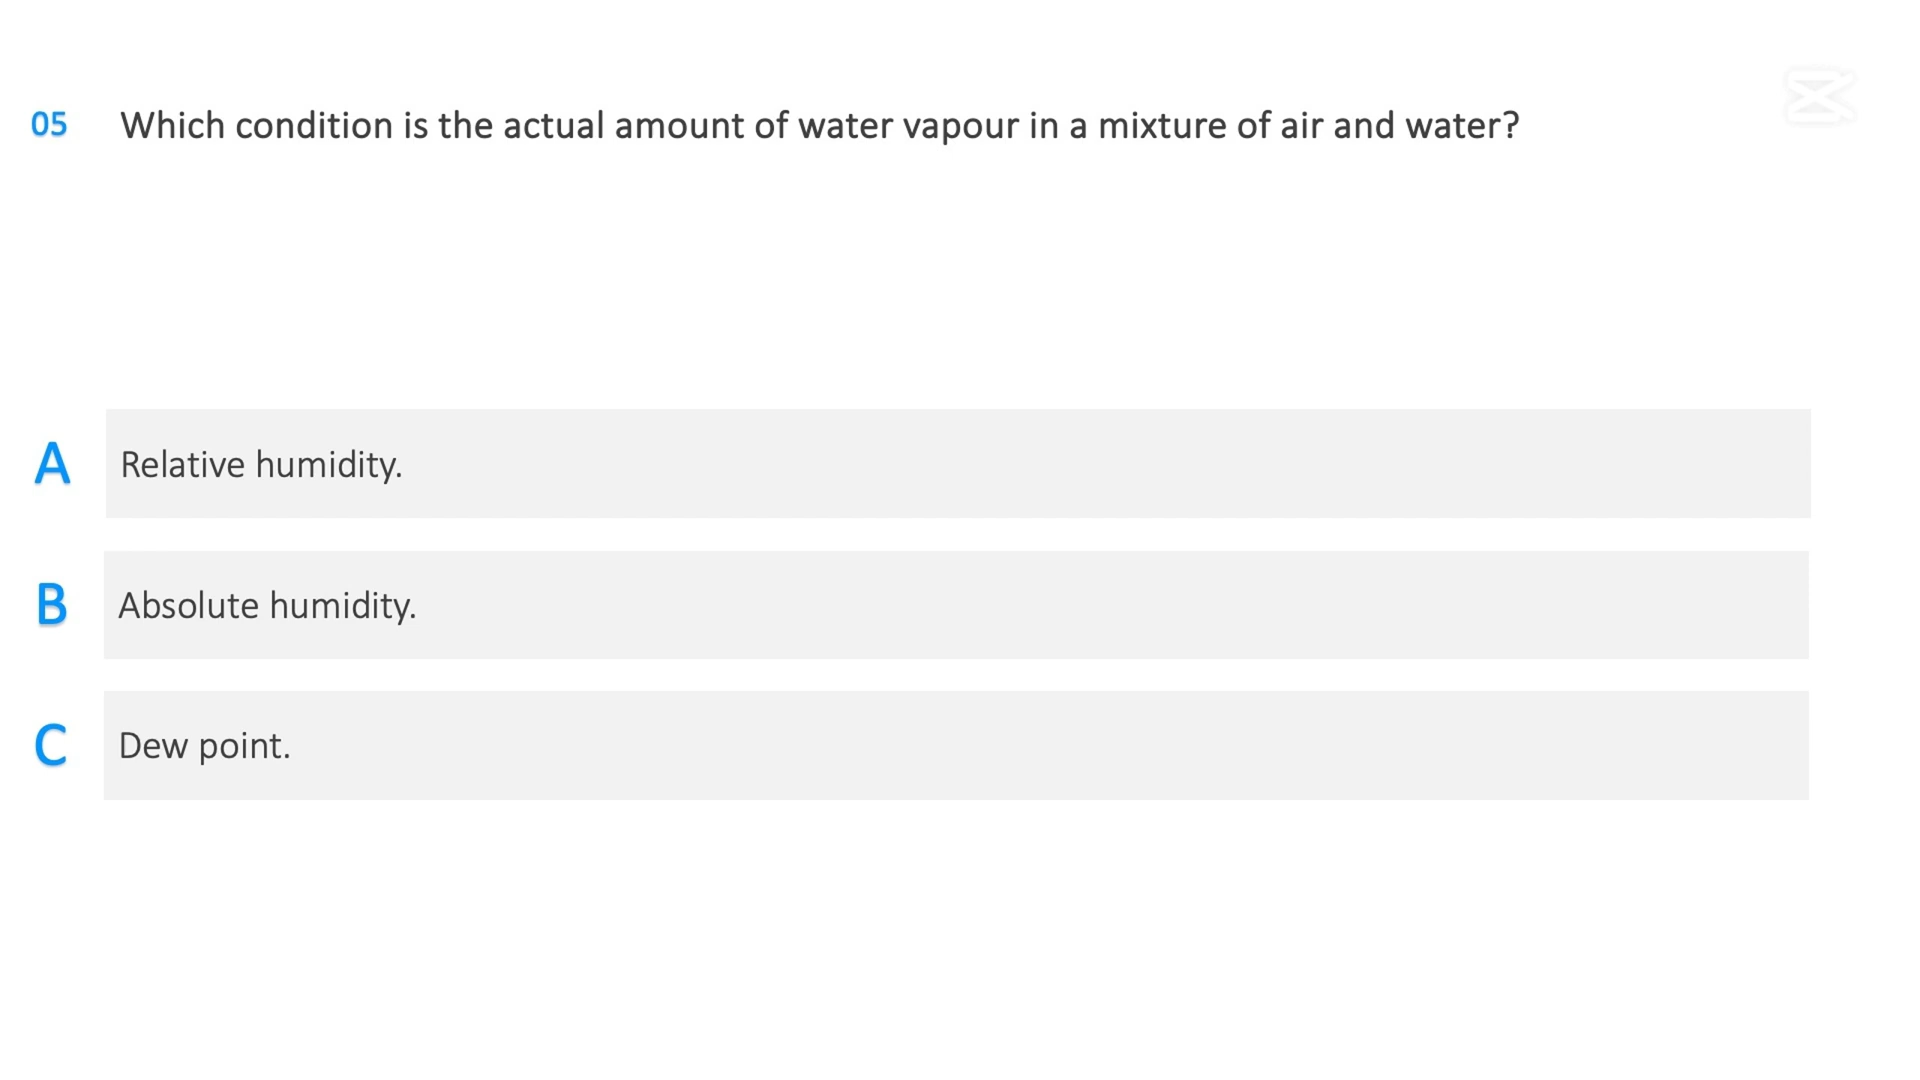 05 Which condition is the actual amount of water vapour in a mixture of air and water?
A Relative humidity.
B Absolute humidity.
C Dew point.